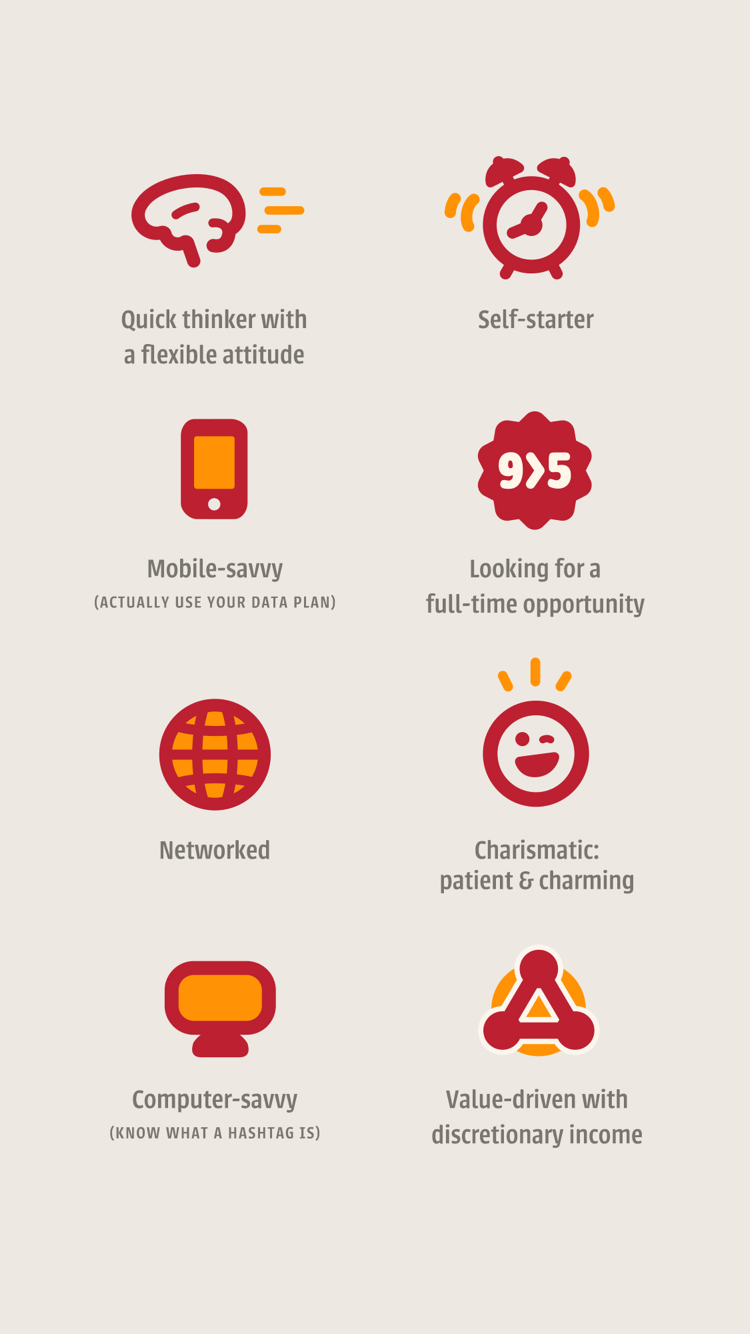 Quick thinker with
a flexible attitude
Self-starter
Mobile-savvy
(ACTUALLY USE YOUR DATA PLAN)
9>5
Looking for a
full-time opportunity
Networked
Charismatic:
patient & charming
Computer-savvy
(KNOW WHAT A HASHTAG IS)
Value-driven with
discretionary income